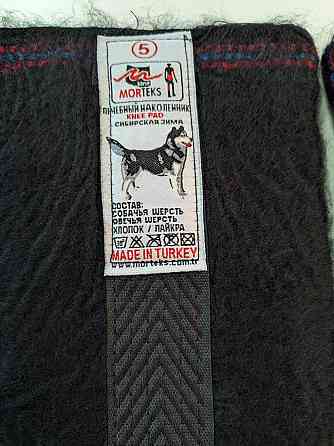 5
MORTEKS
ЛЕЧЕБНЫЙ НАКОЛЕННИК
KNEE PAD
СИБИРСКАЯ ЗИМА
СОСТАВ:
СОБАЧЬЯ ШЕРСТЬ
ОВЕЧЬЯ ШЕРСТЬ
ХЛОПОК / ЛАЙКРА
MADE IN TURKEY
www.morteks.com.tr